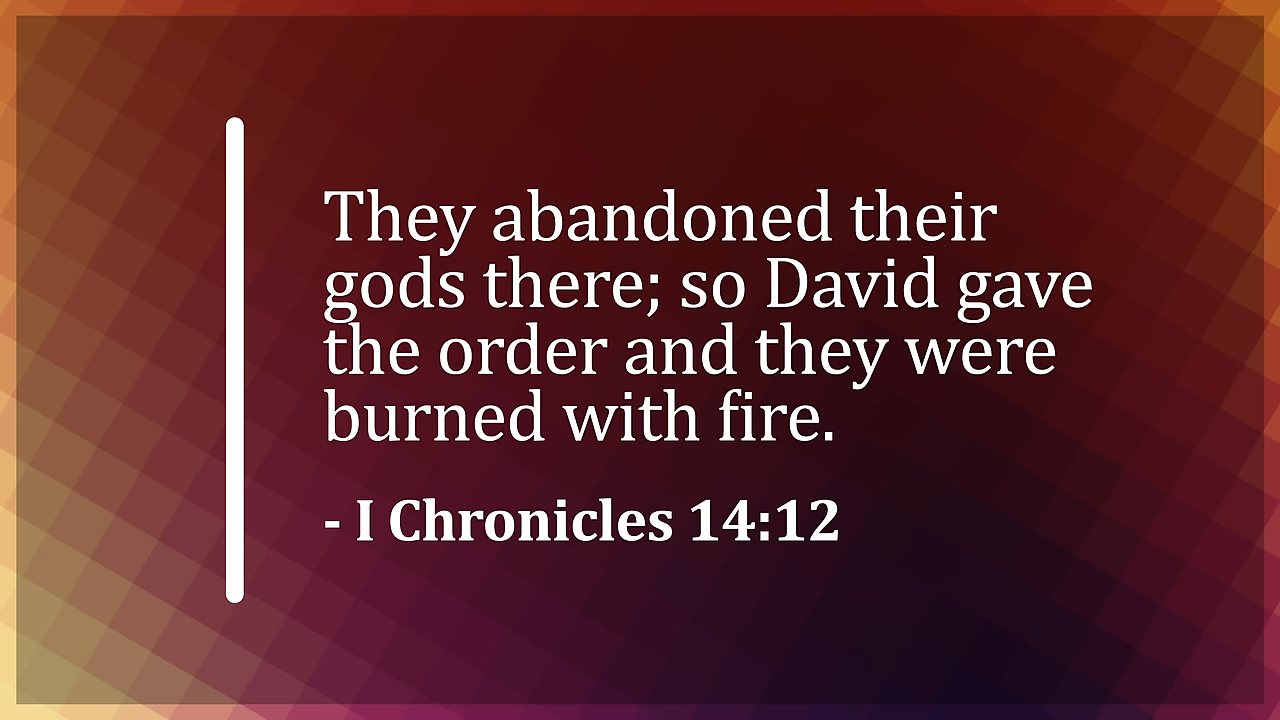 They abandoned their
gods there; so David gave
the order and they were
burned with fire.
- I Chronicles 14:12